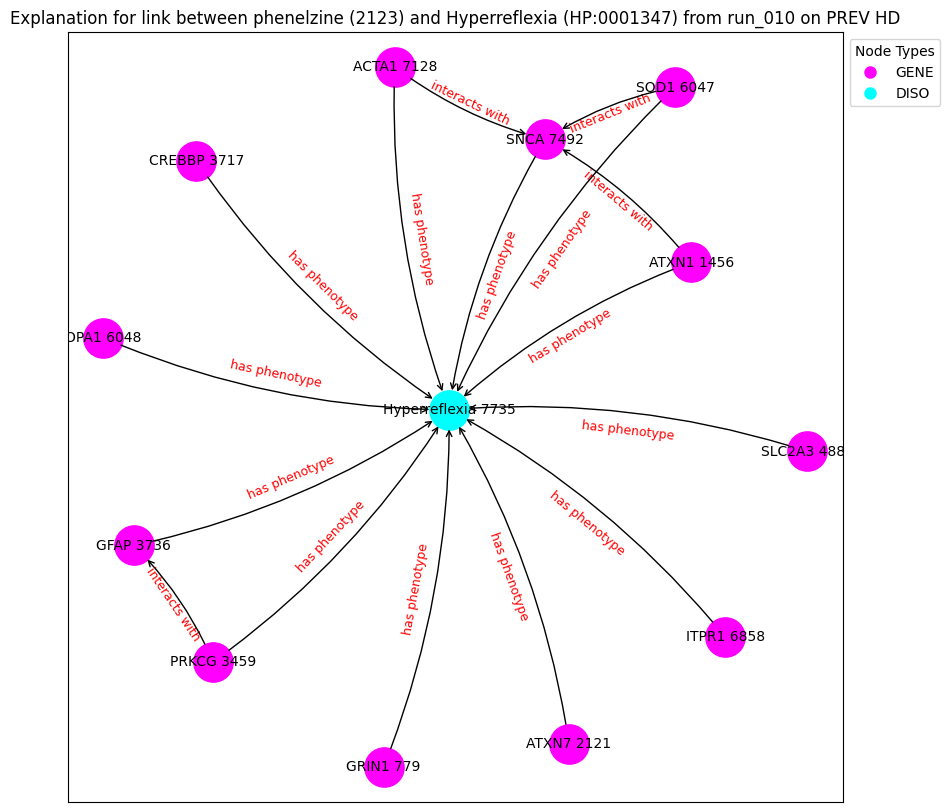 Explanation for link between phenelzine (2123) and Hyperreflexia (HP:0001347) from run_010 on PREV HD
Node Types
GENE
DISO
ACTA1 7128
SOD1 6047
interacts with
interacts with
SNCA 7492
CREBBP 3717
interacts with
has phenotype
has phenotype
has phenotype
ATXN1 1456
has phenotype
has phenotype
OPA1 6048
has phenotype
has phenotype
Hyperreflexia 7735
has phenotype
SLC2A3 488
has phenotype
has phenotype
has phenotype
GFAP 3736
has phenotype
has phenotype
interacts with
ITPR1 6858
PRKCG 3459
ATXN7 2121
GRIN1 779